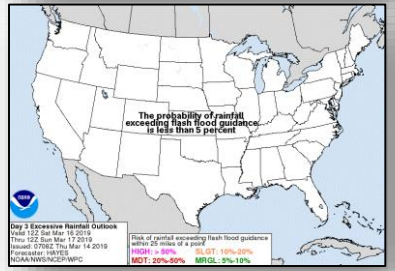 The probability of rainfall
exceeding flash flood guidance
is less than 5 percent
NOAA
Day 3 Excessive Rainfall Outlook
Valid 12Z Sat Mar 16 2019
Thru 12Z Sun Mar 17 2019
Issued: 0706Z Thu Mar 14 2019
Forecaster: HAYES
NOAA/NWS/NCEP/WPC
Risk of rainfall exceeding flash flood guidance
within 25 miles of a point
HIGH: > 50% SLGT: 10%-20%
MDT: 20%-50% MRGL: 5%-10%